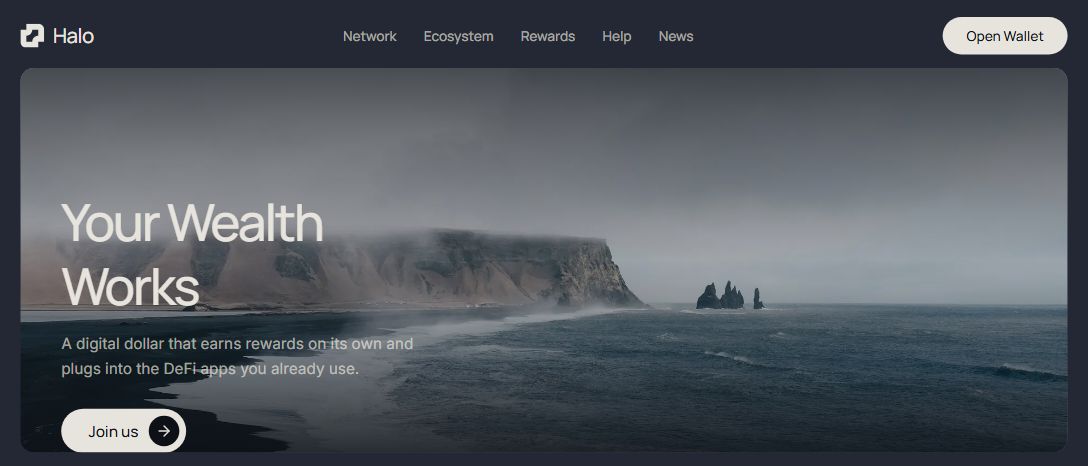 Halo
Network
Ecosystem
Rewards
Help
News
Open Wallet
Your Wealth
Works
A digital dollar that earns rewards on its own and
plugs into the DeFi apps you already use.
Join us